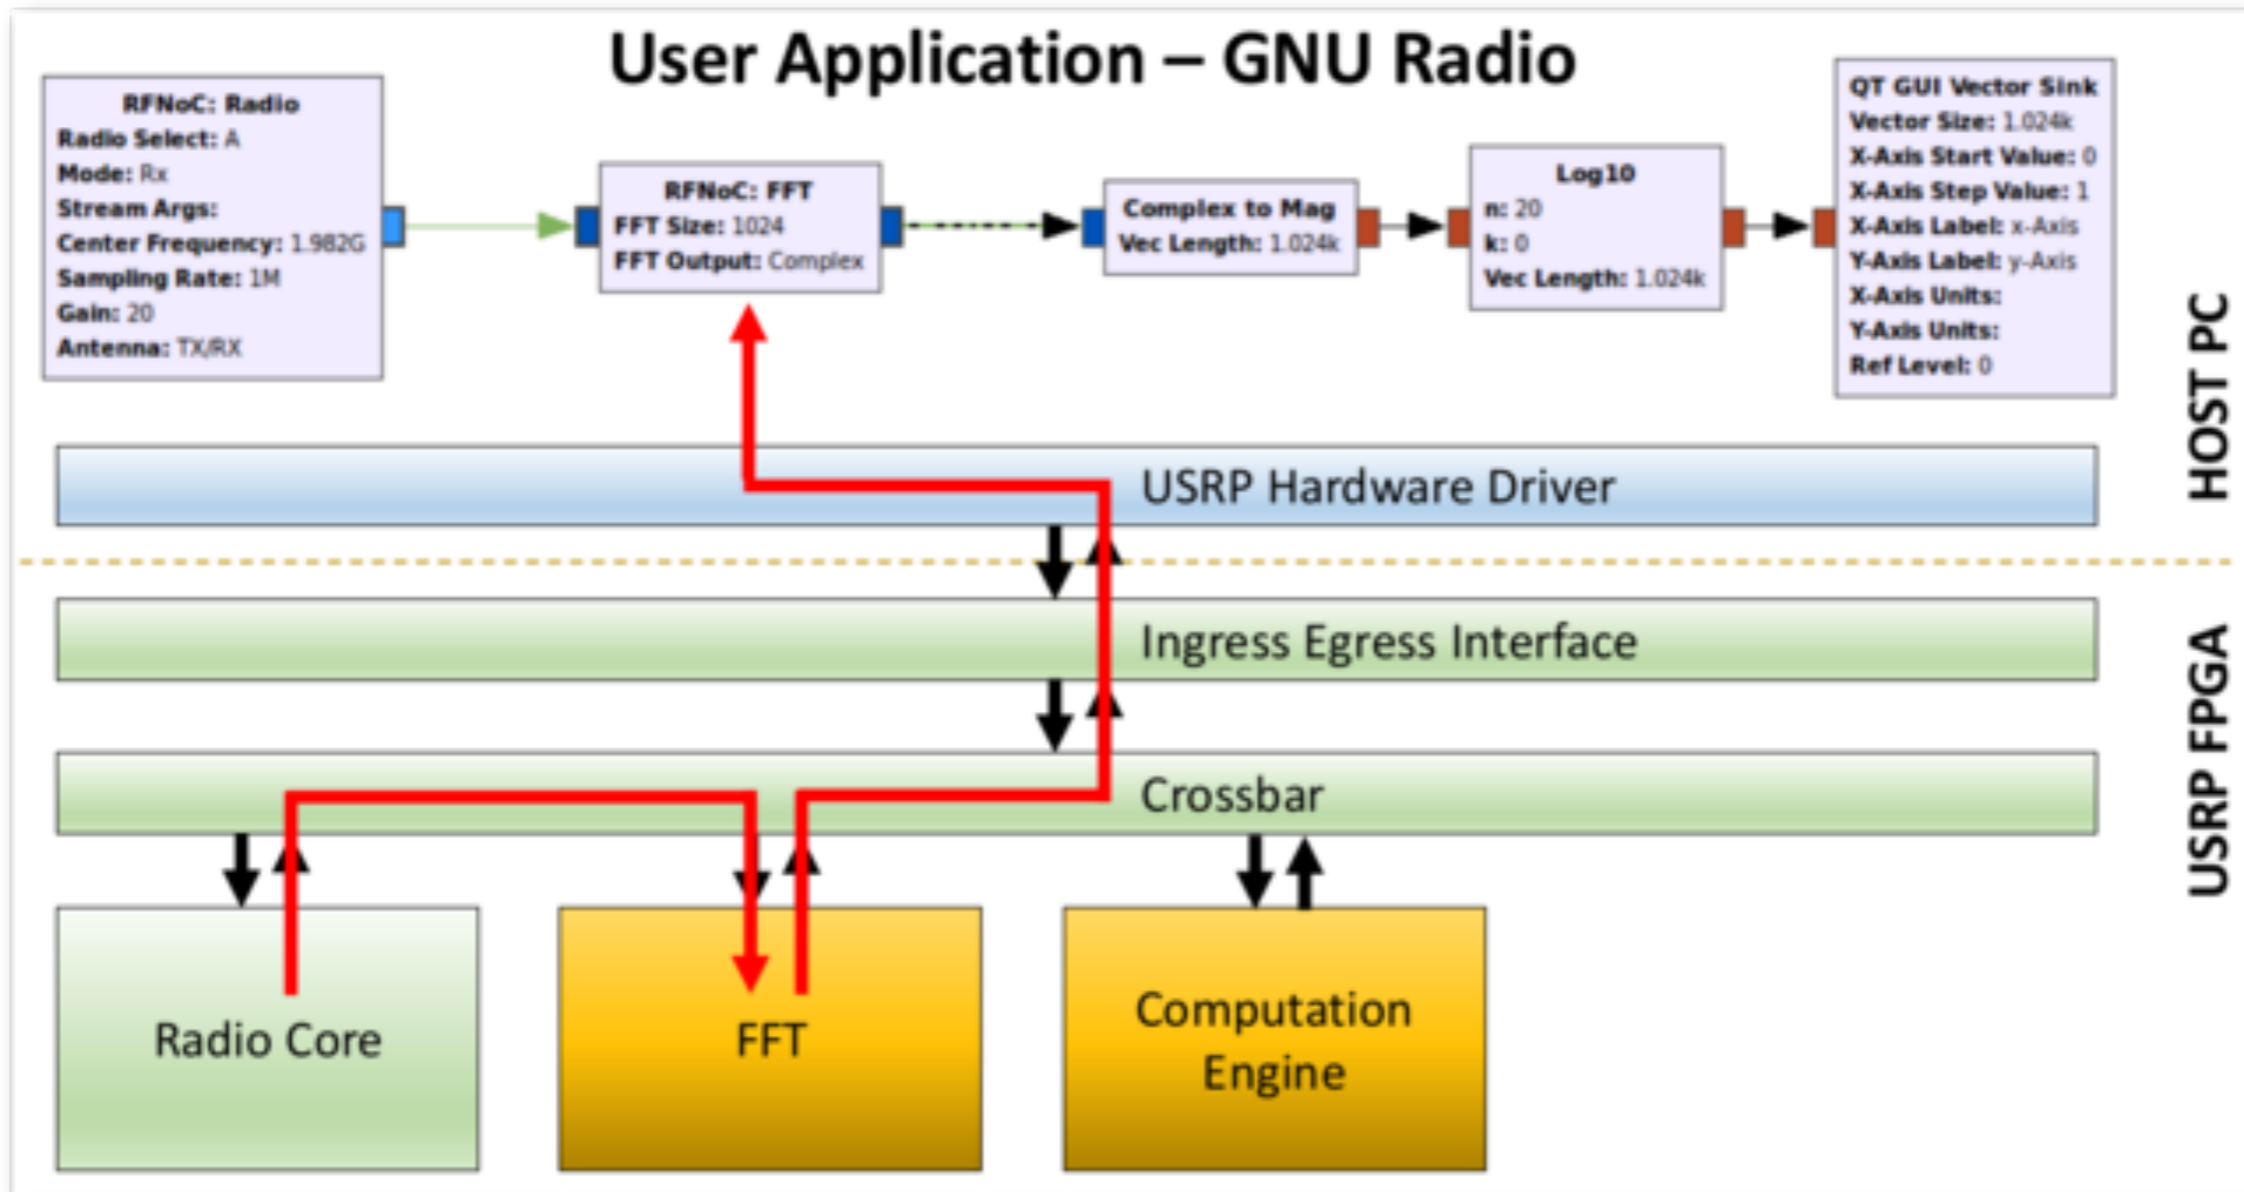 User Application – GNU Radio
RFNoC: Radio
Radio Select: A
Mode: Rx
Stream Args:
Center Frequency: 1.982G
Sampling Rate: 1M
Gain: 20
Antenna: TX/RX
RFNoC: FFT
FFT Size: 1024
FFT Output: Complex
Complex to Mag
Vec Length: 1.024k
Log10
n: 20
k: 0
Vec Length: 1.024k
QT GUI Vector Sink
Vector Size: 1.024k
X-Axis Start Value: 0
X-Axis Step Value: 1
X-Axis Label: x-Axis
Y-Axis Label: y-Axis
X-Axis Units:
Y-Axis Units:
Ref Level: 0
HOST PC
USRP Hardware Driver
Ingress Egress Interface
Crossbar
USRP FPGA
Radio Core
FFT
Computation
Engine